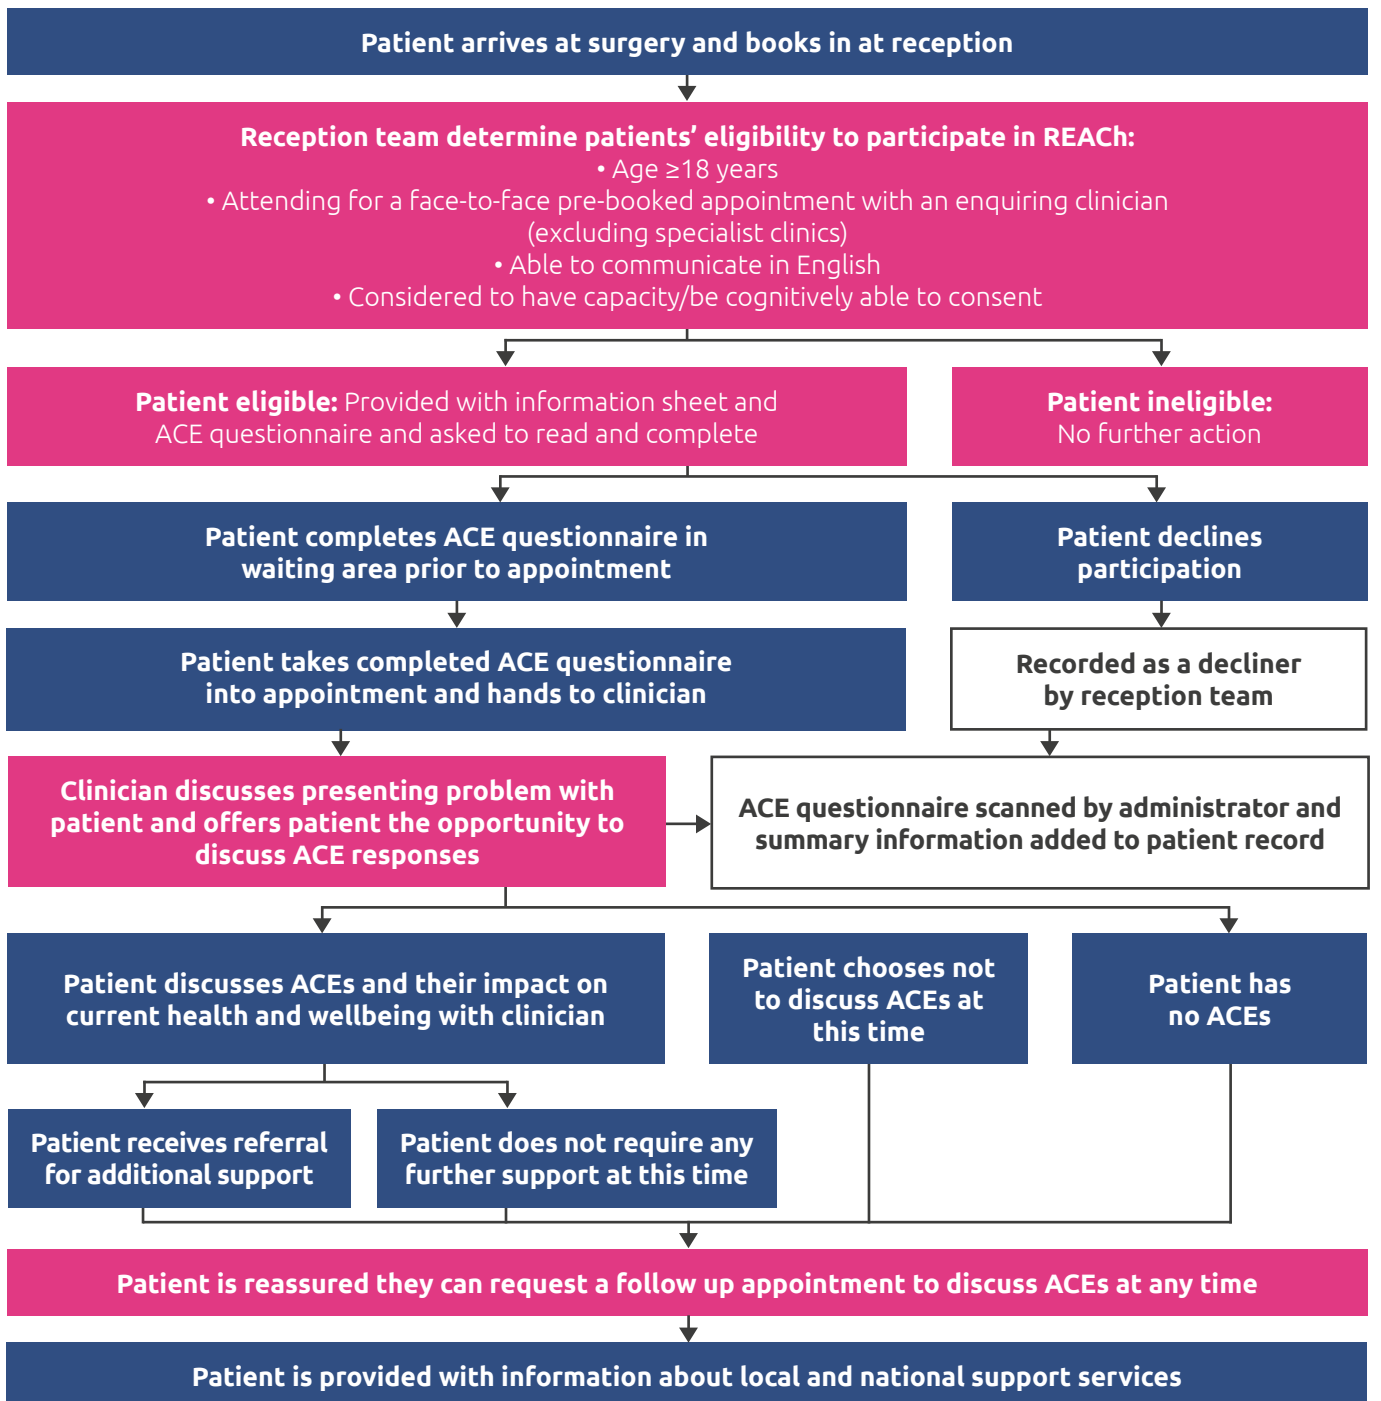 Patient arrives at surgery and books in at reception
Reception team determine patients’ eligibility to participate in REACh:
• Age ≥18 years
• Attending for a face-to-face pre-booked appointment with an enquiring clinician
(excluding specialist clinics)
• Able to communicate in English
• Considered to have capacity/be cognitively able to consent
Patient eligible: Provided with information sheet and
ACE questionnaire and asked to read and complete
Patient ineligible:
No further action
Patient completes ACE questionnaire in
waiting area prior to appointment
Patient declines
participation
Patient takes completed ACE questionnaire
into appointment and hands to clinician
Recorded as a decliner
by reception team
Clinician discusses presenting problem with
patient and offers patient the opportunity to
discuss ACE responses
ACE questionnaire scanned by administrator and
summary information added to patient record
Patient discusses ACEs and their impact on
current health and wellbeing with clinician
Patient chooses not
to discuss ACEs at
this time
Patient has
no ACEs
Patient receives referral
for additional support
Patient does not require any
further support at this time
Patient is reassured they can request a follow up appointment to discuss ACEs at any time
Patient is provided with information about local and national support services